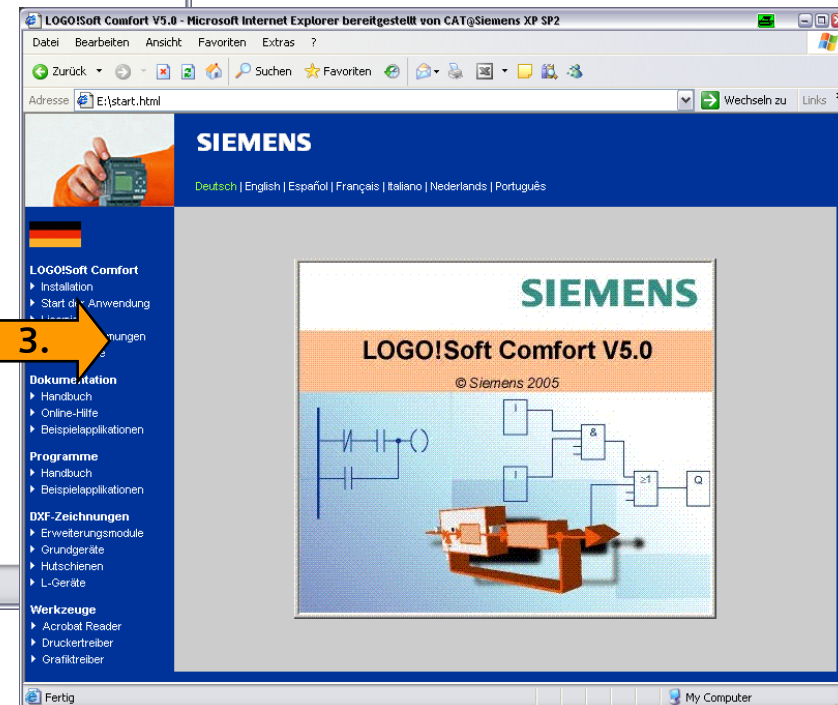 LOGO!Soft Comfort V5.0 - Microsoft Internet Explorer bereitgestellt von CAT@Siemens XP SP2
Datei Bearbeiten Ansicht Favoriten Extras ?
Zurück Suchen Favoriten
Adresse E:\start.html Wechseln zu Links
SIEMENS
Deutsch | English | Español | Français | Italiano | Nederlands | Português
LOGO!Soft Comfort
Installation
Start der Anwendung
3.
Dokumentation
Handbuch
Online-Hilfe
Beispielapplikationen
Programme
Handbuch
Beispielapplikationen
DXF-Zeichnungen
Erweiterungsmodule
Grundgeräte
Hutschienen
L-Geräte
Werkzeuge
Acrobat Reader
Druckertreiber
Grafiktreiber
SIEMENS
LOGO!Soft Comfort V5.0
© Siemens 2005
I
&
I
≥1
Q
Fertig
My Computer